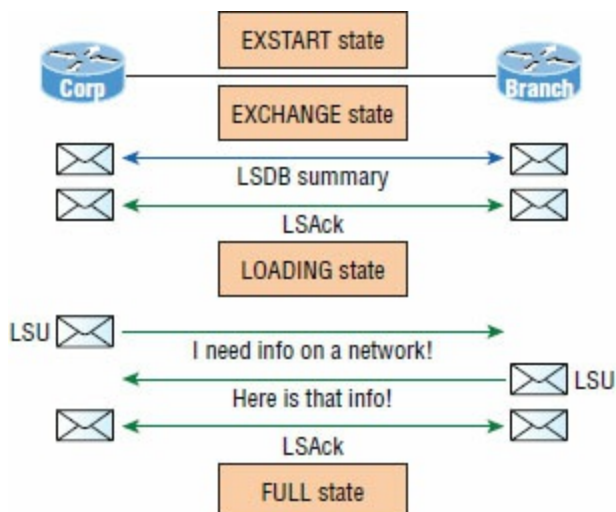 EXSTART state
Corp
Branch
EXCHANGE state
LSDB summary
LSAck
LOADING state
LSU
I need info on a network!
LSU
Here is that info!
LSAck
FULL state